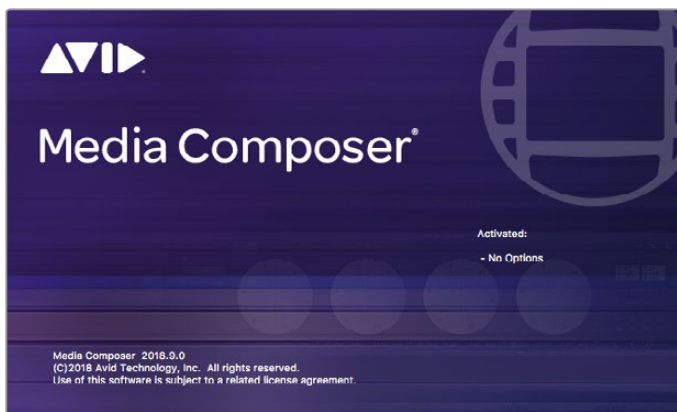 AVID
Media Composer®
Activated:
- No Options
Media Composer 2018.9.0
(C)2018 Avid Technology, Inc. All rights reserved.
Use of this software is subject to a related license agreement.